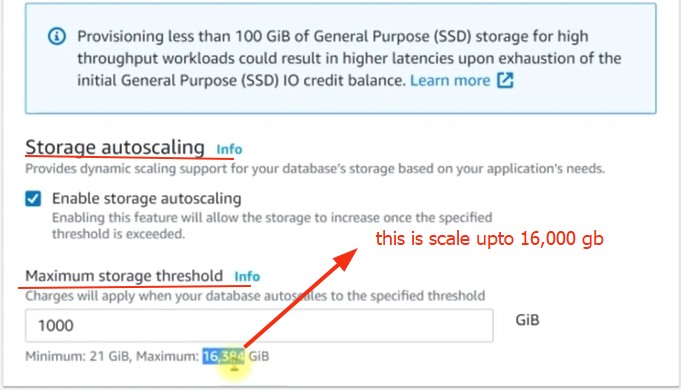 Provisioning less than 100 GiB of General Purpose (SSD) storage for high
throughput workloads could result in higher latencies upon exhaustion of the
initial General Purpose (SSD) IO credit balance. Learn more
Storage autoscaling Info
Provides dynamic scaling support for your database's storage based on your application's needs.
Enable storage autoscaling
Enabling this feature will allow the storage to increase once the specified
threshold is exceeded.
this is scale upto 16,000 gb
Maximum storage threshold Info
Charges will apply when your database autoscales to the specified threshold
1000 GiB
Minimum: 21 GiB, Maximum: 16,384 GiB